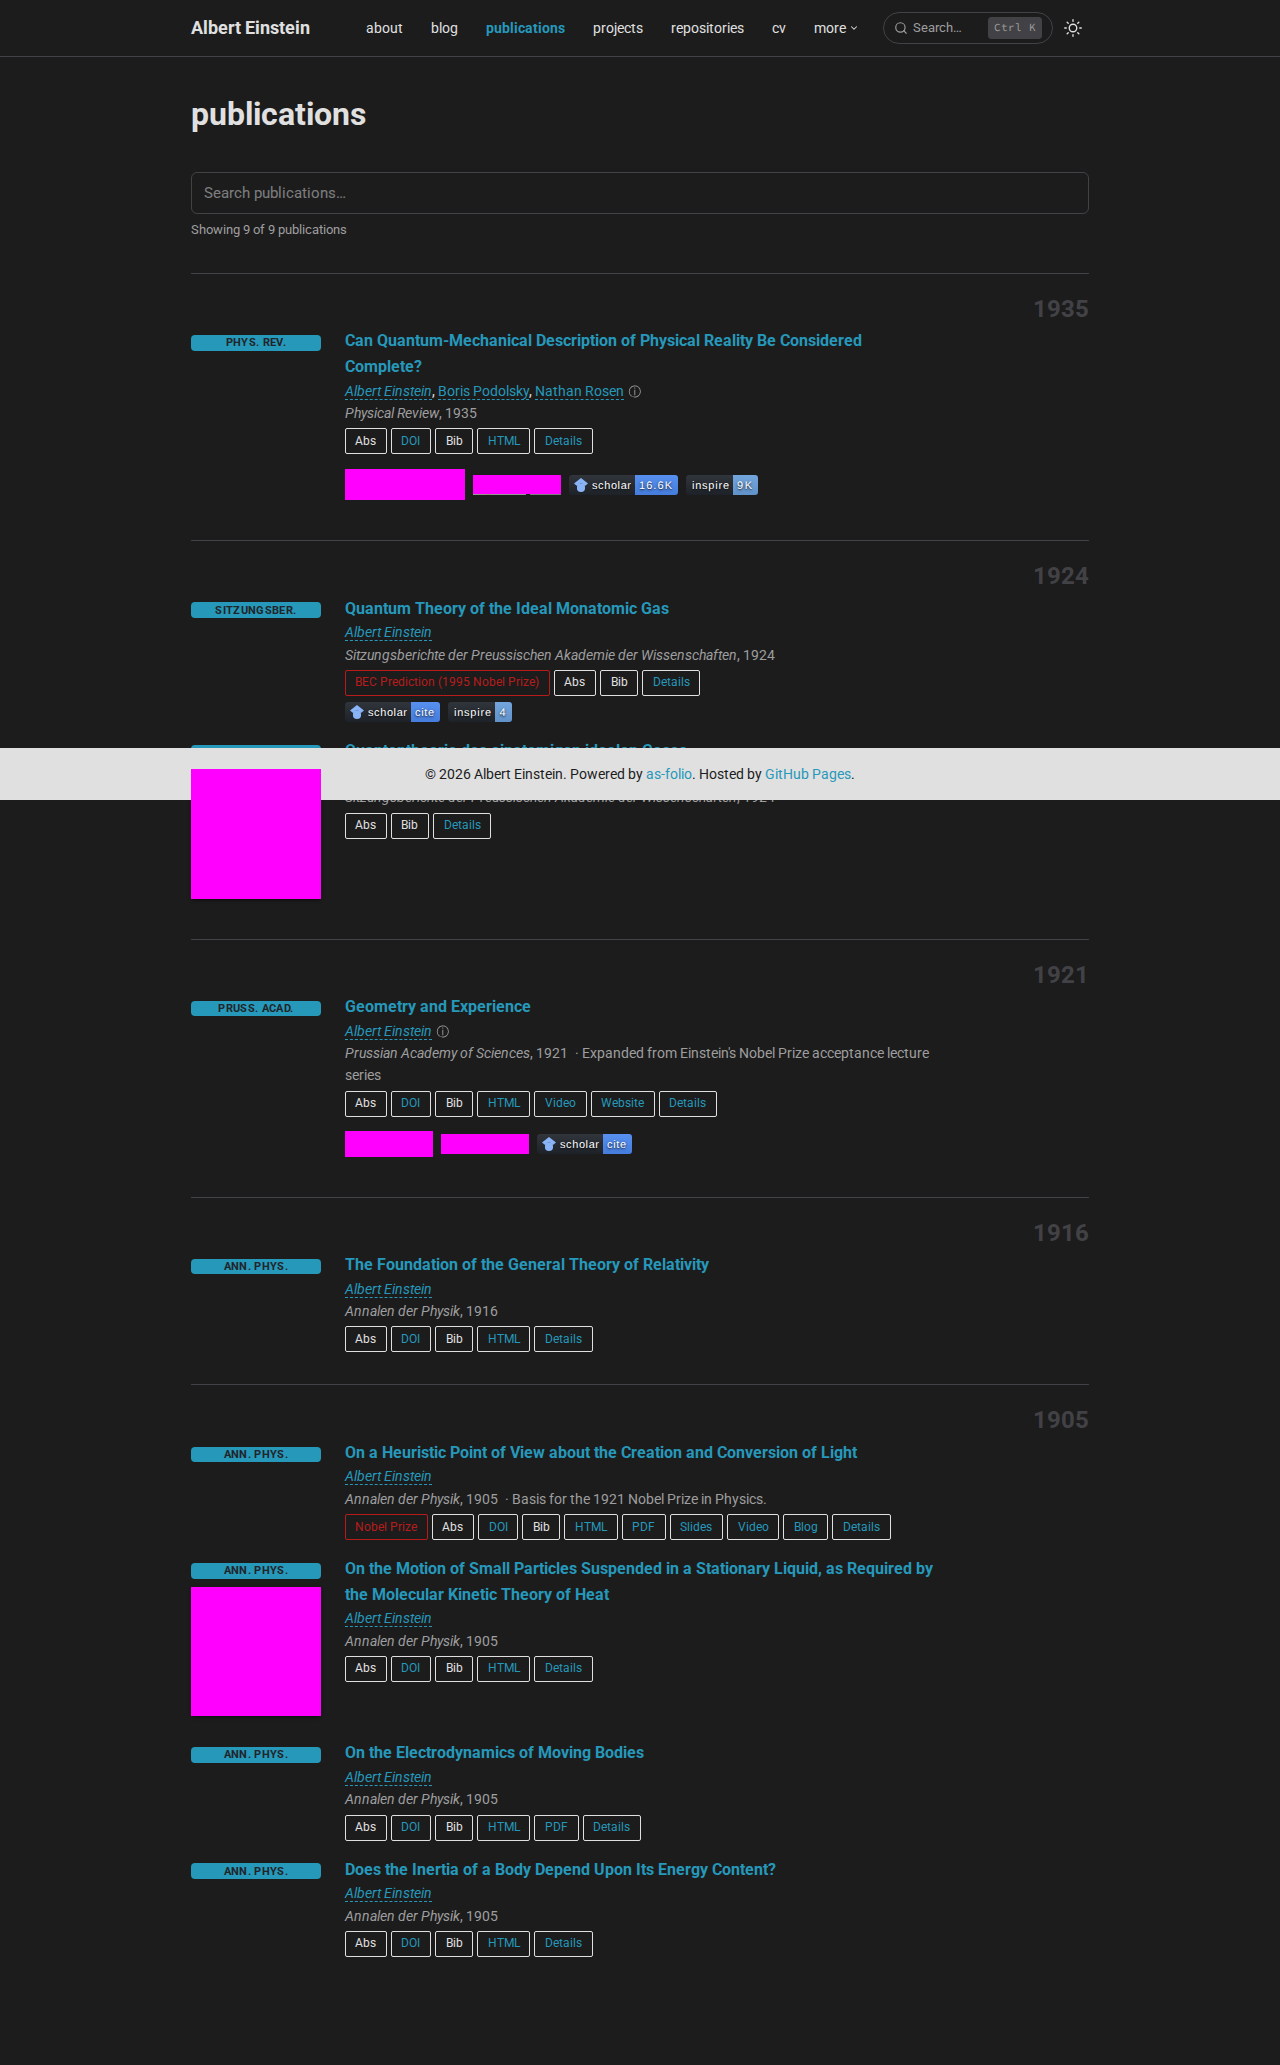 Albert Einstein
about
blog
publications
projects
repositories
cv
more
Search...
Ctrl K
publications
Search publications...
Showing 9 of 9 publications
1935
PHYS. REV.
Can Quantum-Mechanical Description of Physical Reality Be Considered
Complete?
Albert Einstein, Boris Podolsky, Nathan Rosen ⓘ
Physical Review, 1935
Abs DOI Bib HTML Details
scholar 16.6K inspire 9K
1924
SITZUNGSBER.
Quantum Theory of the Ideal Monatomic Gas
Albert Einstein
Sitzungsberichte der Preussischen Akademie der Wissenschaften, 1924
BEC Prediction (1995 Nobel Prize) Abs Bib Details
scholar cite inspire 4
© 2026 Albert Einstein. Powered by as-folio. Hosted by GitHub Pages.
Abs Bib Details
1921
PRUSS. ACAD.
Geometry and Experience
Albert Einstein ⓘ
Prussian Academy of Sciences, 1921 · Expanded from Einstein's Nobel Prize acceptance lecture
series
Abs DOI Bib HTML Video Website Details
scholar cite
1916
ANN. PHYS.
The Foundation of the General Theory of Relativity
Albert Einstein
Annalen der Physik, 1916
Abs DOI Bib HTML Details
1905
ANN. PHYS.
On a Heuristic Point of View about the Creation and Conversion of Light
Albert Einstein
Annalen der Physik, 1905 · Basis for the 1921 Nobel Prize in Physics.
Nobel Prize Abs DOI Bib HTML PDF Slides Video Blog Details
ANN. PHYS.
On the Motion of Small Particles Suspended in a Stationary Liquid, as Required by
the Molecular Kinetic Theory of Heat
Albert Einstein
Annalen der Physik, 1905
Abs DOI Bib HTML Details
ANN. PHYS.
On the Electrodynamics of Moving Bodies
Albert Einstein
Annalen der Physik, 1905
Abs DOI Bib HTML PDF Details
ANN. PHYS.
Does the Inertia of a Body Depend Upon Its Energy Content?
Albert Einstein
Annalen der Physik, 1905
Abs DOI Bib HTML Details